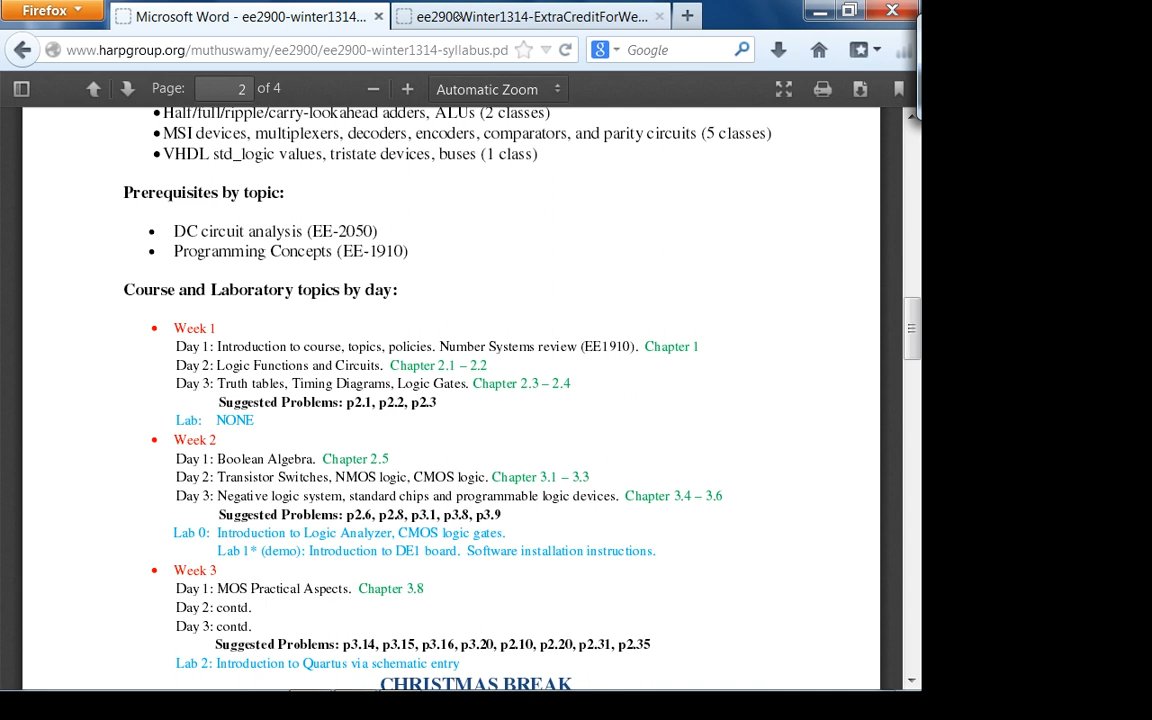 Firefox
Microsoft Word - ee2900-winter1314...
ee2900Winter1314-ExtraCreditForWe...
www.harpgroup.org/muthuswamy/ee2900/ee2900-winter1314-syllabus.pd
Google
Page: 2 of 4
Automatic Zoom
• Half/full/ripple/carry-lookahead adders, ALUs (2 classes)
• MSI devices, multiplexers, decoders, encoders, comparators, and parity circuits (5 classes)
• VHDL std_logic values, tristate devices, buses (1 class)
Prerequisites by topic:
• DC circuit analysis (EE-2050)
• Programming Concepts (EE-1910)
Course and Laboratory topics by day:
• Week 1
Day 1: Introduction to course, topics, policies. Number Systems review (EE1910). Chapter 1
Day 2: Logic Functions and Circuits. Chapter 2.1 – 2.2
Day 3: Truth tables, Timing Diagrams, Logic Gates. Chapter 2.3 – 2.4
Suggested Problems: p2.1, p2.2, p2.3
Lab: NONE
• Week 2
Day 1: Boolean Algebra. Chapter 2.5
Day 2: Transistor Switches, NMOS logic, CMOS logic. Chapter 3.1 – 3.3
Day 3: Negative logic system, standard chips and programmable logic devices. Chapter 3.4 – 3.6
Suggested Problems: p2.6, p2.8, p3.1, p3.8, p3.9
Lab 0: Introduction to Logic Analyzer, CMOS logic gates.
Lab 1* (demo): Introduction to DE1 board. Software installation instructions.
• Week 3
Day 1: MOS Practical Aspects. Chapter 3.8
Day 2: contd.
Day 3: contd.
Suggested Problems: p3.14, p3.15, p3.16, p3.20, p2.10, p2.20, p2.31, p2.35
Lab 2: Introduction to Quartus via schematic entry
CHRISTMAS BREAK